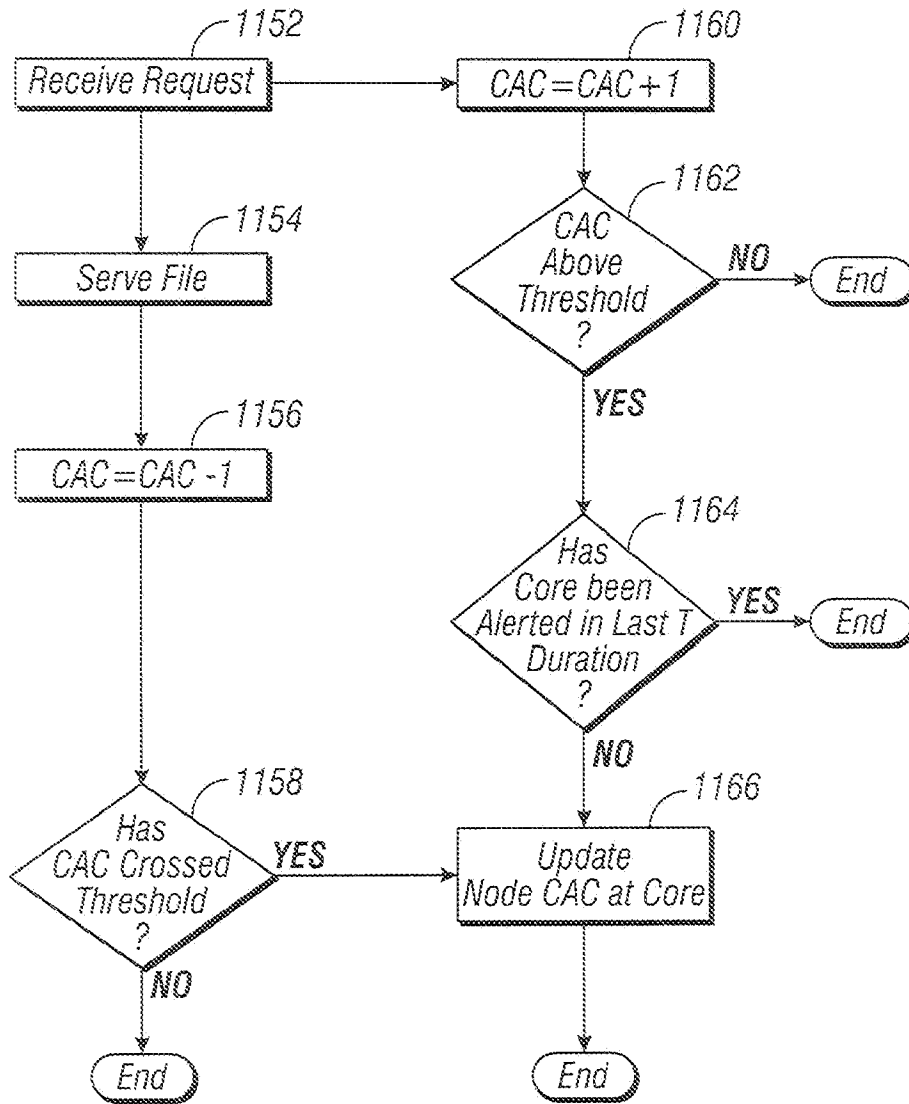 1152
Receive Request
1160
CAC=CAC+1
1162
CAC
Above
Threshold
?
NO
End
YES
1154
Serve File
1156
CAC=CAC -1
1164
Has
Core been
Alerted in Last T
Duration
?
YES
End
NO
1158
Has
CAC Crossed
Threshold
?
YES
NO
End
1166
Update
Node CAC at Core
End